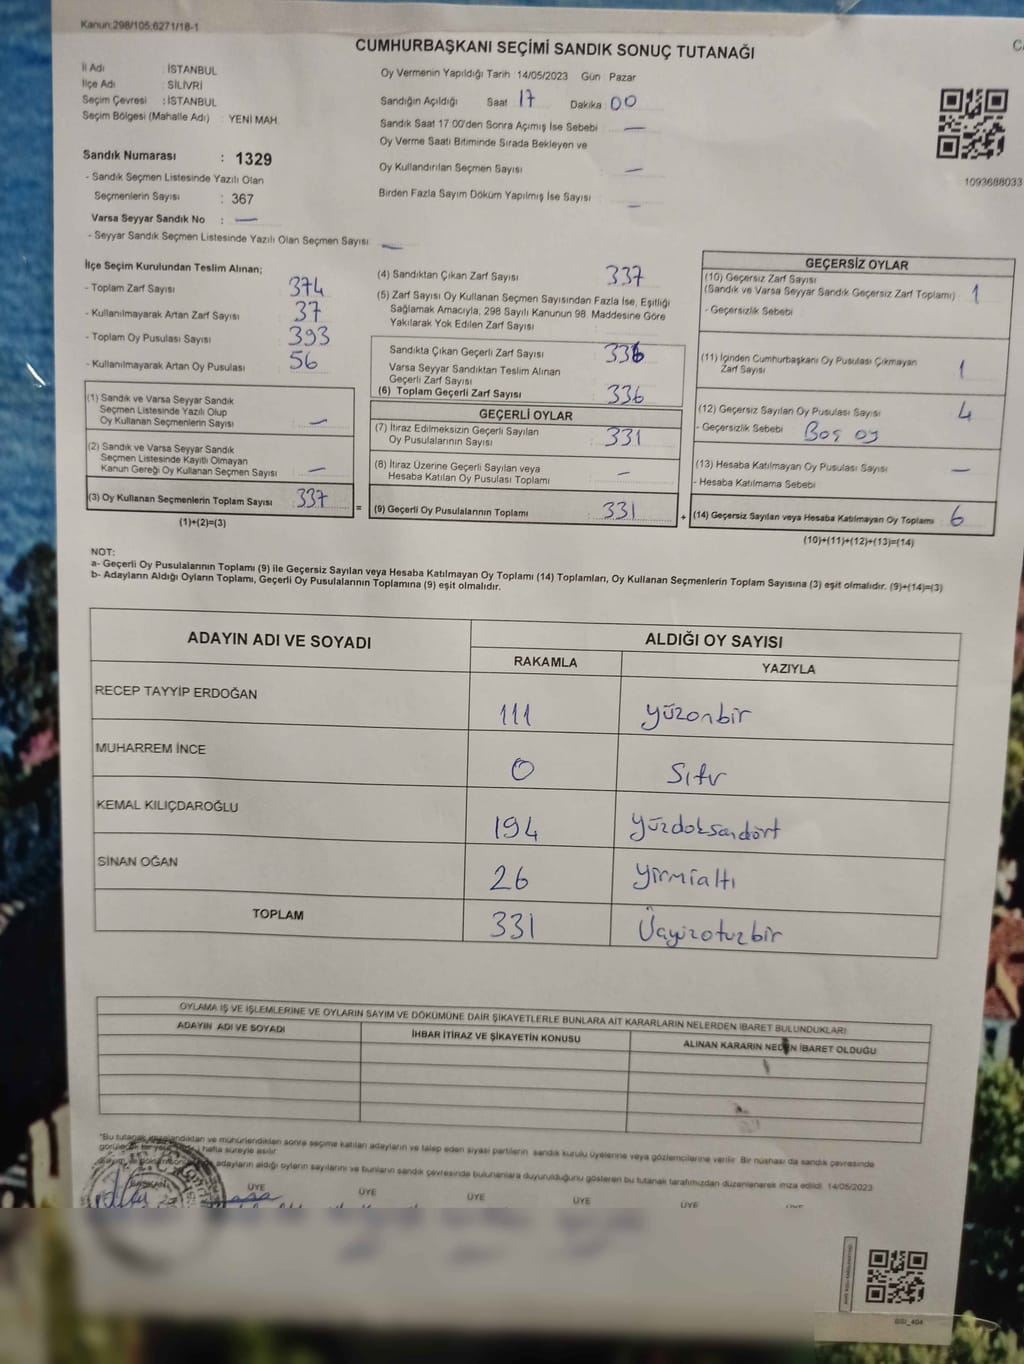 Kanun:298/105;6271/18-1
CUMHURBAŞKANI SEÇİMİ SANDIK SONUÇ TUTANAĞI
İl Adı : İSTANBUL
İlçe Adı : SİLİVRİ
Seçim Çevresi : İSTANBUL
Seçim Bölgesi (Mahalle Adı) : YENİ MAH.
Oy Vermenin Yapıldığı Tarih : 14/05/2023 Gün : Pazar
Sandığın Açıldığı Saat 17 Dakika : 00
Sandık Saat 17:00'den Sonra Açılmış İse Sebebi : —
Oy Verme Saati Bitiminde Sırada Bekleyen ve
Oy Kullandırılan Seçmen Sayısı : —
Birden Fazla Sayım Döküm Yapılmış İse Sayısı : —
1093688033
Sandık Numarası : 1329
- Sandık Seçmen Listesinde Yazılı Olan
Seçmenlerin Sayısı : 367
Varsa Seyyar Sandık No : —
- Seyyar Sandık Seçmen Listesinde Yazılı Olan Seçmen Sayısı : —
İlçe Seçim Kurulundan Teslim Alınan;
- Toplam Zarf Sayısı : 374
- Kullanılmayarak Artan Zarf Sayısı : 37
- Toplam Oy Pusulası Sayısı : 393
- Kullanılmayarak Artan Oy Pusulası : 56
(1) Sandık ve Varsa Seyyar Sandık
Seçmen Listesinde Yazılı Olup
Oy Kullanan Seçmenlerin Sayısı : —
(2) Sandık ve Varsa Seyyar Sandık
Seçmen Listesinde Kayıtlı Olmayan
Kanun Gereği Oy Kullanan Seçmen Sayısı : —
(3) Oy Kullanan Seçmenlerin Toplam Sayısı : 337
(1)+(2)=(3)
(4) Sandıktan Çıkan Zarf Sayısı : 337
(5) Zarf Sayısı Oy Kullanan Seçmen Sayısından Fazla İse, Eşitliği
Sağlamak Amacıyla, 298 Sayılı Kanunun 98. Maddesine Göre
Yakılarak Yok Edilen Zarf Sayısı :
Sandıkta Çıkan Geçerli Zarf Sayısı : 336
Varsa Seyyar Sandıktan Teslim Alınan
Geçerli Zarf Sayısı :
(6) Toplam Geçerli Zarf Sayısı : 336
GEÇERLİ OYLAR
(7) İtiraz Edilmeksizin Geçerli Sayılan
Oy Pusulalarının Sayısı : 331
(8) İtiraz Üzerine Geçerli Sayılan veya
Hesaba Katılan Oy Pusulası Toplamı : —
(9) Geçerli Oy Pusulalarının Toplamı : 331
GEÇERSİZ OYLAR
(10) Geçersiz Zarf Sayısı
(Sandık ve Varsa Seyyar Sandık Geçersiz Zarf Toplamı) : 1
- Geçersizlik Sebebi
(11) İçinden Cumhurbaşkanı Oy Pusulası Çıkmayan
Zarf Sayısı : 1
(12) Geçersiz Sayılan Oy Pusulası Sayısı : 4
- Geçersizlik Sebebi Boş oy
(13) Hesaba Katılmayan Oy Pusulası Sayısı : —
- Hesaba Katılmama Sebebi
(14) Geçersiz Sayılan veya Hesaba Katılmayan Oy Toplamı : 6
(10)+(11)+(12)+(13)=(14)
NOT:
a- Geçerli Oy Pusulalarının Toplamı (9) ile Geçersiz Sayılan veya Hesaba Katılmayan Oy Toplamı (14) Toplamları, Oy Kullanan Seçmenlerin Toplam Sayısına (3) eşit olmalıdır. (9)+(14)=(3)
b- Adayların Aldığı Oyların Toplamı, Geçerli Oy Pusulalarının Toplamına (9) eşit olmalıdır.
ADAYIN ADI VE SOYADI ALDIĞI OY SAYISI
RAKAMLA YAZIYLA
RECEP TAYYİP ERDOĞAN 111 yüzonbir
MUHARREM İNCE 0 Sıfır
KEMAL KILIÇDAROĞLU 194 yüzdoksandört
SİNAN OĞAN 26 yirmialtı
TOPLAM 331 Üçyüzotuzbir
OYLAMA İŞ VE İŞLEMLERİNE VE OYLARIN SAYIM VE DÖKÜMÜNE DAİR ŞİKAYETLERLE BUNLARA AİT KARARLARIN NELERDEN İBARET BULUNDUKLARI
ADAYIN ADI VE SOYADI İHBAR İTİRAZ VE ŞİKAYETİN KONUSU ALINAN KARARIN NEDEN İBARET OLDUĞU
*Bu tutanak imzalandıktan ve mühürlendikten sonra seçime katılan adayların ve talep eden siyasi partilerin sandık kurulu üyelerine veya gözlemcilerine verilir. Bir nüshası da sandık çevresinde
hafta süreyle asılır.
adayların aldığı oyların sayılarını ve bunların sandık çevresinde bulunanlara duyurulduğunu gösteren bu tutanak tarafımızdan düzenlenerek imza edildi. 14/05/2023
BAŞKAN ÜYE ÜYE ÜYE ÜYE ÜYE